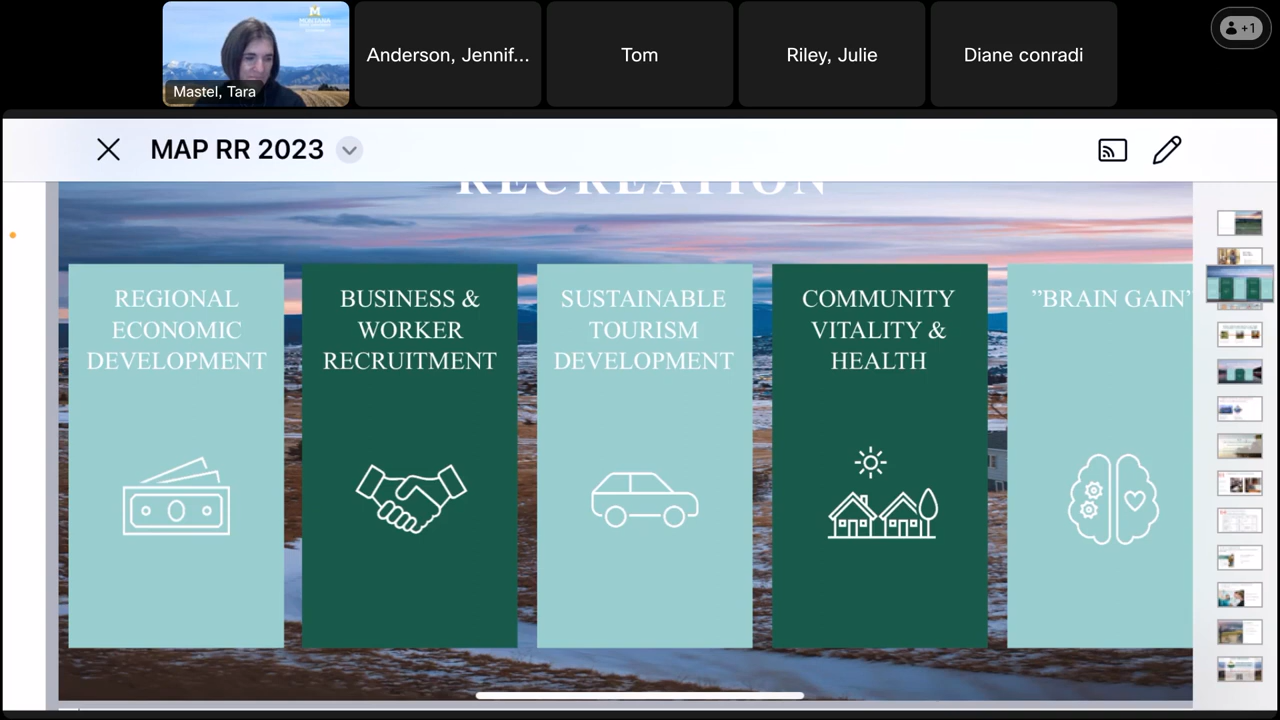 MONTANA
Mastel, Tara
Anderson, Jennif...
Tom
Riley, Julie
Diane conradi
+1
MAP RR 2023
RECREATION
REGIONAL
ECONOMIC
DEVELOPMENT
BUSINESS &
WORKER
RECRUITMENT
SUSTAINABLE
TOURISM
DEVELOPMENT
COMMUNITY
VITALITY &
HEALTH
”BRAIN GAIN”